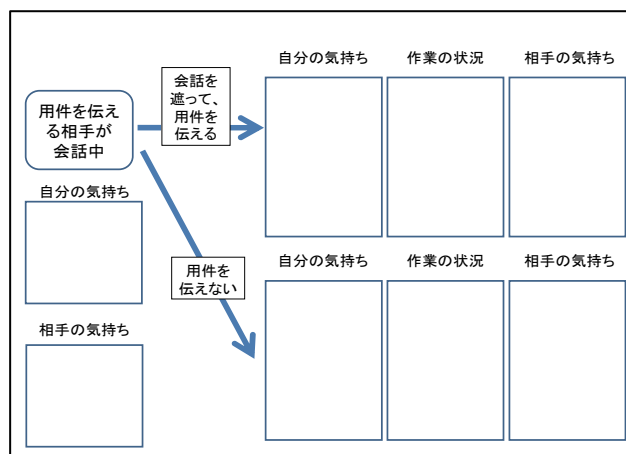 用件を伝え
る相手が
会話中
自分の気持ち
相手の気持ち
会話を
遮って、
用件を
伝える
自分の気持ち
作業の状況
相手の気持ち
用件を
伝えない
自分の気持ち
作業の状況
相手の気持ち